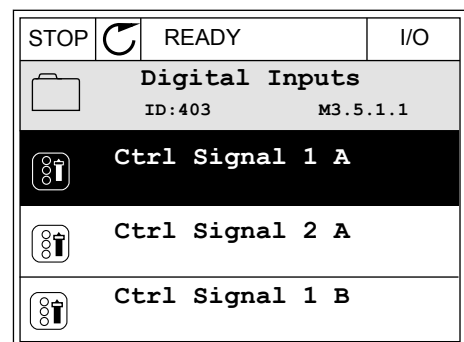 STOP READY I/O
Digital Inputs
ID:403 M3.5.1.1
Ctrl Signal 1 A
Ctrl Signal 2 A
Ctrl Signal 1 B